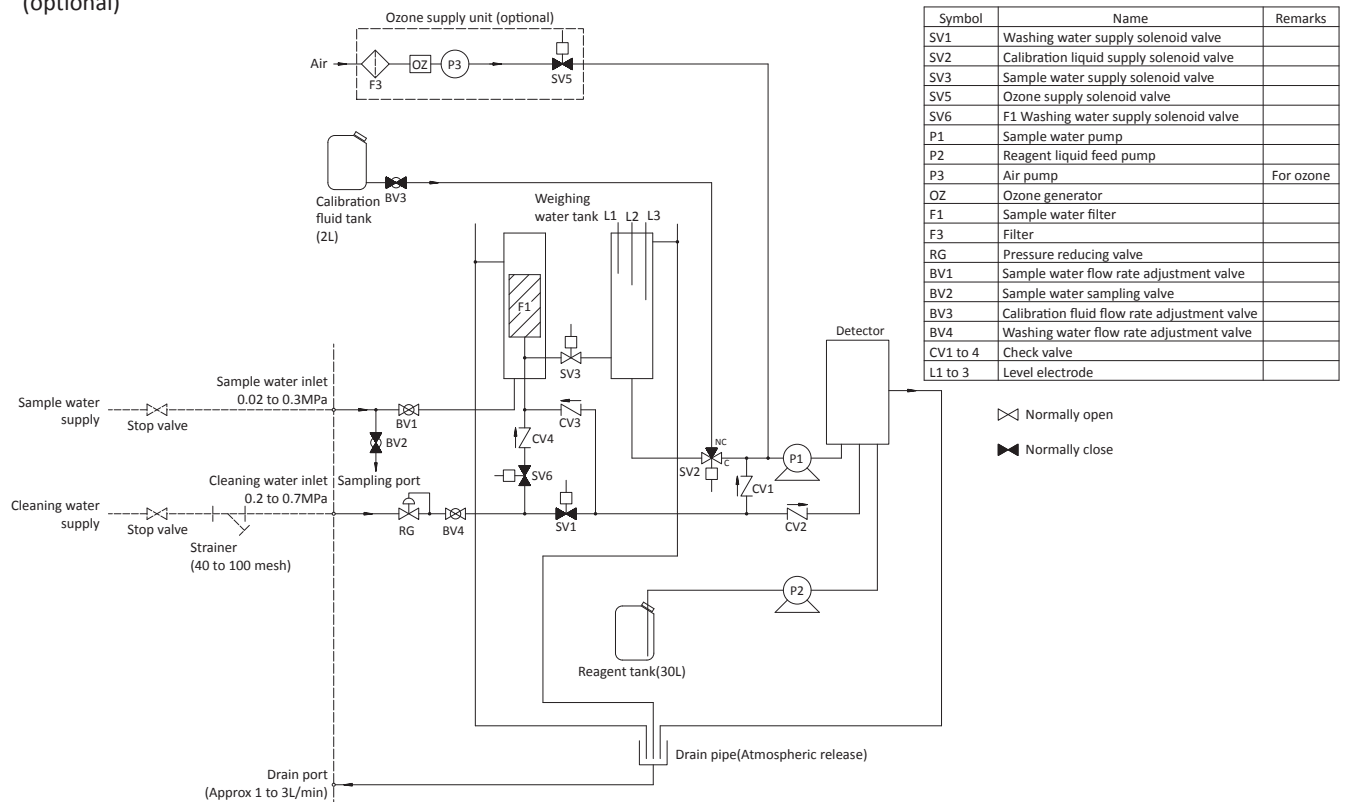 (optional)
Ozone supply unit (optional)
Air
F3
OZ
P3
SV5
Calibration
fluid tank
(2L)
BV3
Weighing
water tank
L1
L2
L3
F1
SV3
Detector
Sample water
supply
Stop valve
Sample water inlet
0.02 to 0.3MPa
BV1
BV2
Sampling port
CV3
CV4
SV6
NC
C
SV2
P1
CV1
Cleaning water
supply
Stop valve
Strainer
(40 to 100 mesh)
Cleaning water inlet
0.2 to 0.7MPa
RG
BV4
SV1
CV2
P2
Reagent tank(30L)
Drain pipe(Atmospheric release)
Drain port
(Approx 1 to 3L/min)
Symbol Name Remarks
SV1 Washing water supply solenoid valve
SV2 Calibration liquid supply solenoid valve
SV3 Sample water supply solenoid valve
SV5 Ozone supply solenoid valve
SV6 F1 Washing water supply solenoid valve
P1 Sample water pump
P2 Reagent liquid feed pump
P3 Air pump For ozone
OZ Ozone generator
F1 Sample water filter
F3 Filter
RG Pressure reducing valve
BV1 Sample water flow rate adjustment valve
BV2 Sample water sampling valve
BV3 Calibration fluid flow rate adjustment valve
BV4 Washing water flow rate adjustment valve
CV1 to 4 Check valve
L1 to 3 Level electrode
Normally open
Normally close